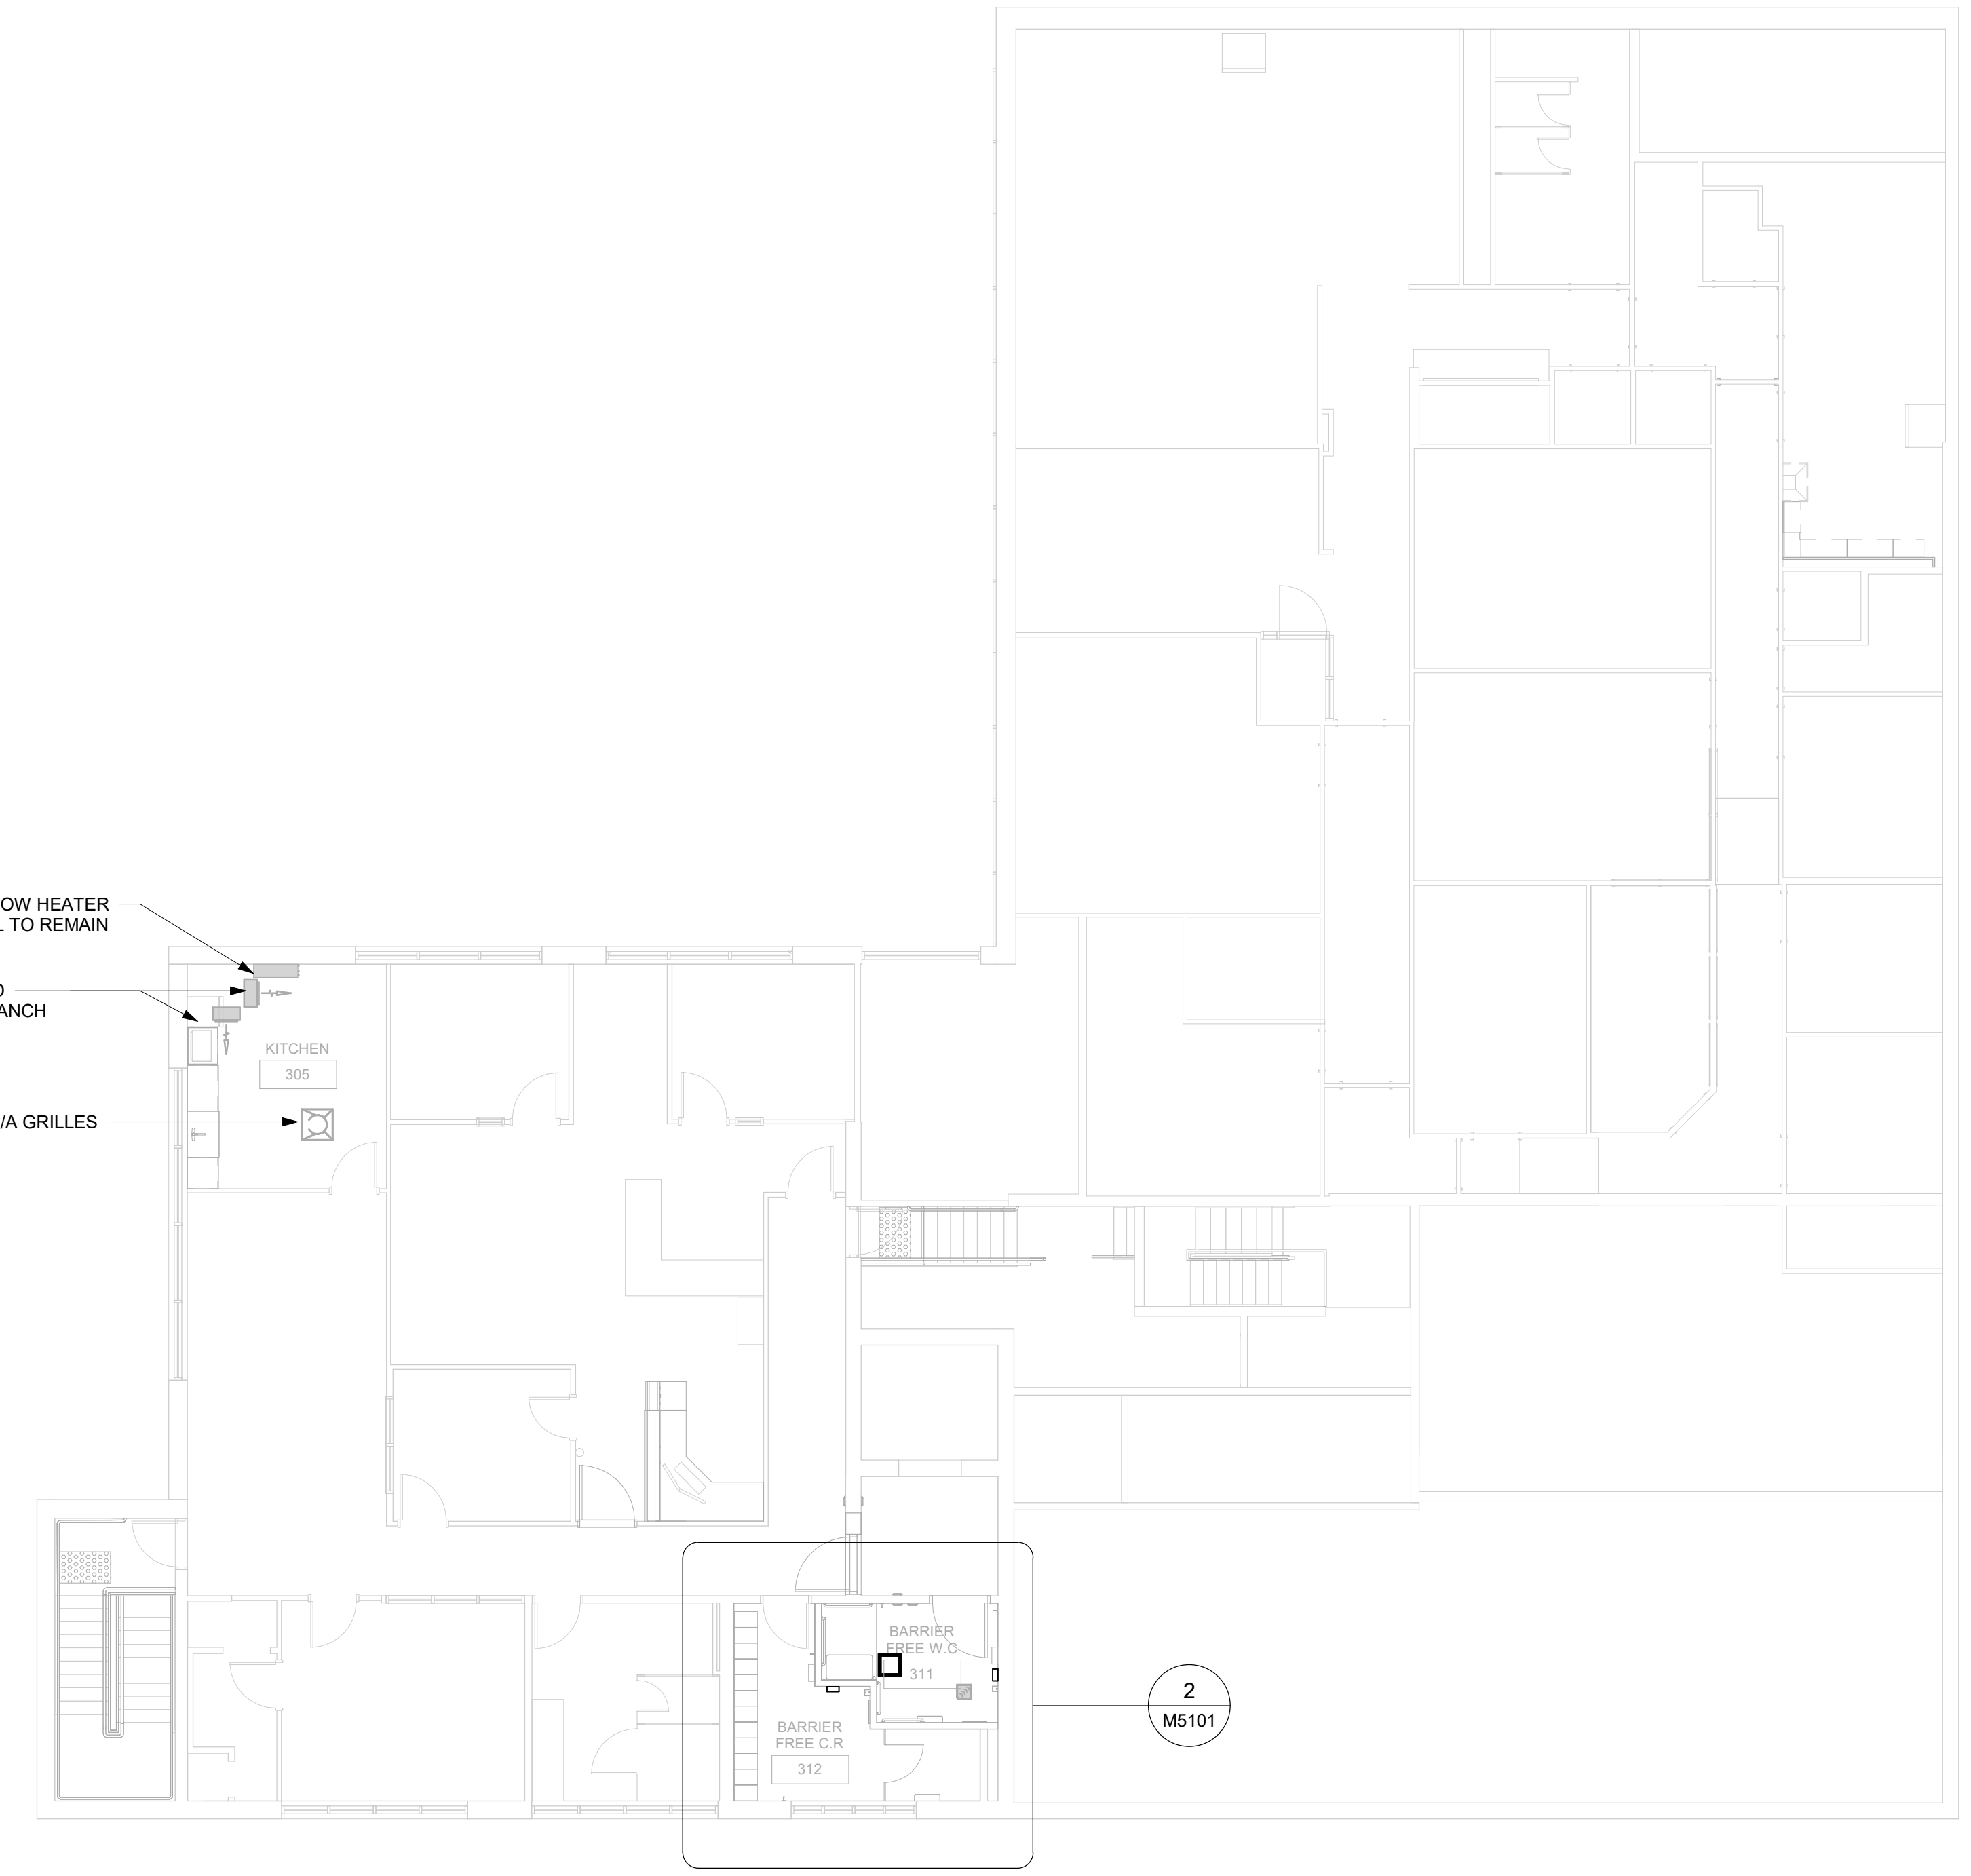 OW HEATER
TO REMAIN
ANCH
KITCHEN
305
/A GRILLES
BARRIER
FREE W.C
311
BARRIER
FREE C.R
312
2
M5101